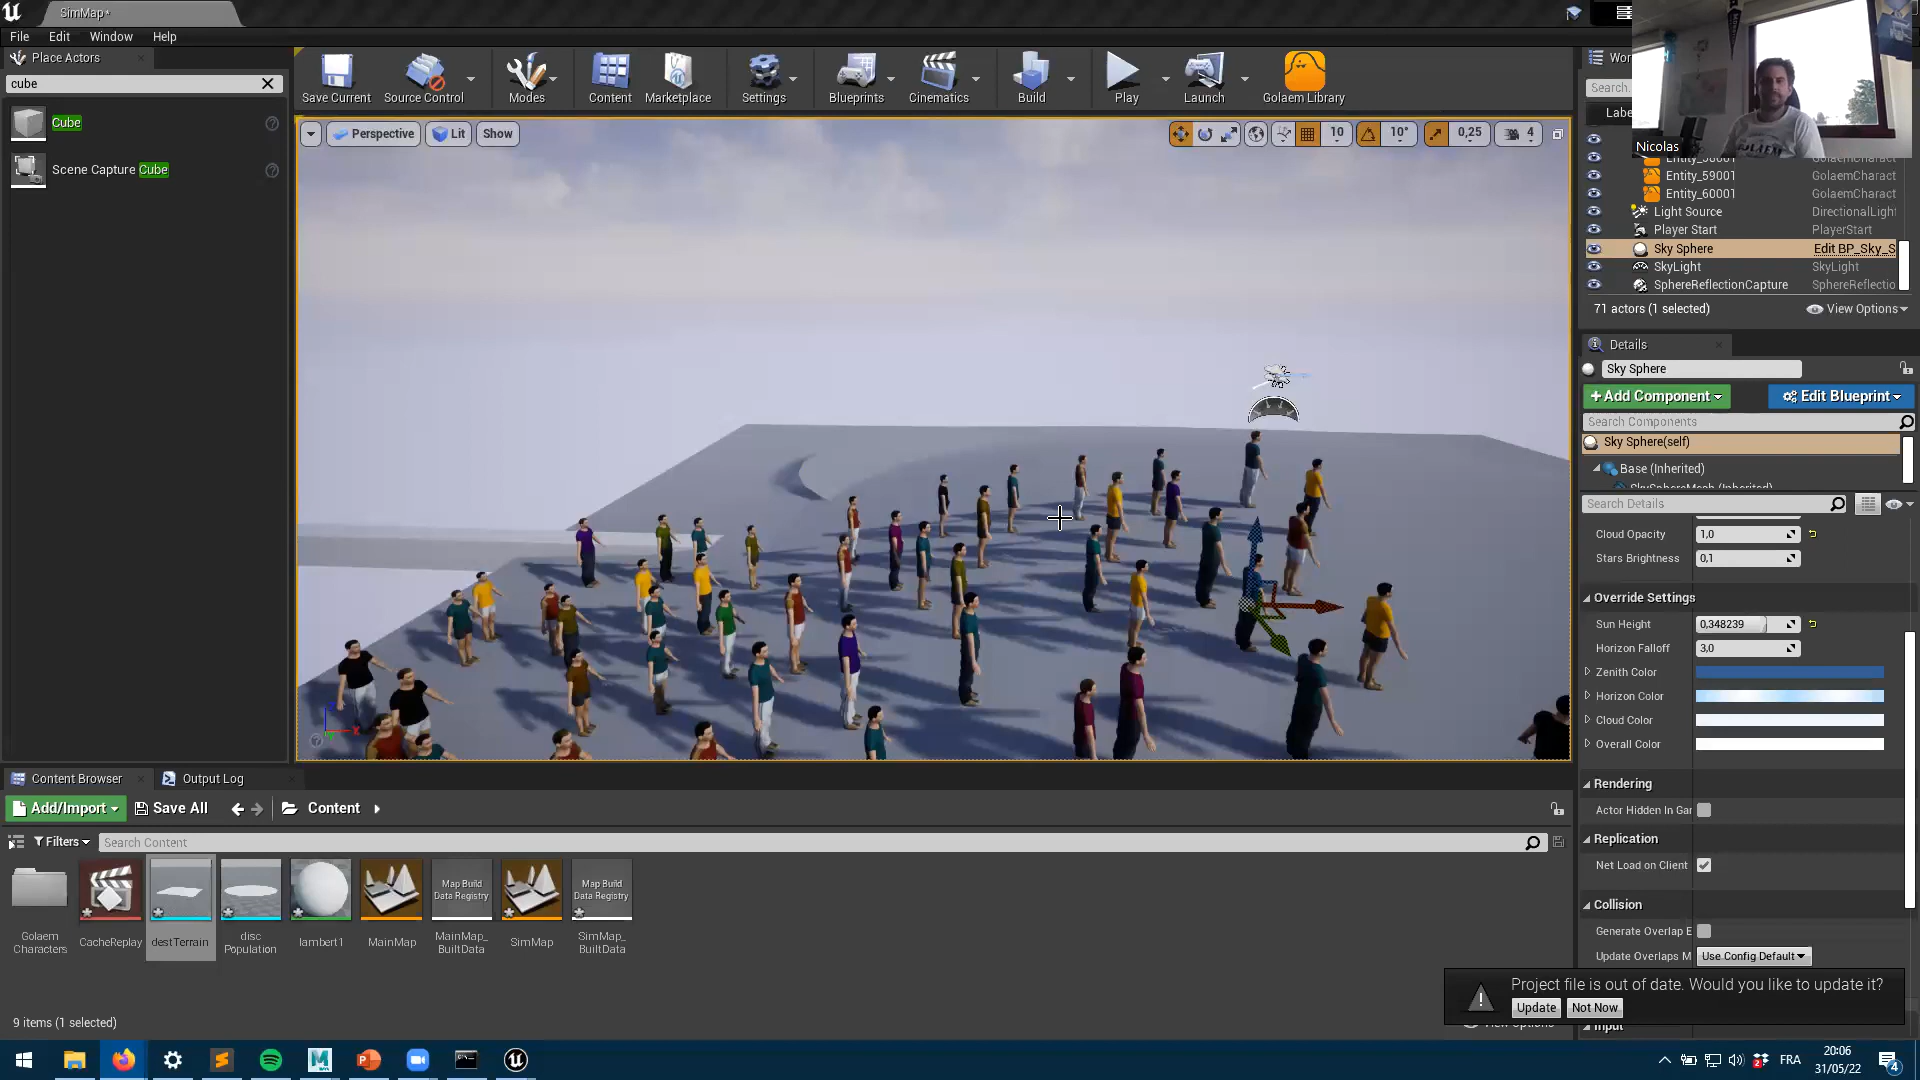 SimMap*
File Edit Window Help
Place Actors
cube
Cube
Scene Capture Cube
Save Current
Source Control
Modes
Content
Marketplace
Settings
Blueprints
Cinematics
Build
Play
Launch
Golaem Library
Perspective
Lit
Show
10
10°
0,25
4
Search
Nicolas
Entity_59001 GolaemCharact
Entity_60001 GolaemCharact
Light Source DirectionalLight
Player Start PlayerStart
Sky Sphere Edit BP_Sky_S
SkyLight SkyLight
SphereReflectionCapture SphereReflectio
71 actors (1 selected)
View Options
Details
Sky Sphere
+Add Component
Edit Blueprint
Search Components
Sky Sphere(self)
Base (Inherited)
SkySphereMesh (Inherited)
Search Details
Cloud Opacity 1,0
Stars Brightness 0,1
Override Settings
Sun Height 0,348239
Horizon Falloff 3,0
Zenith Color
Horizon Color
Cloud Color
Overall Color
Rendering
Actor Hidden In Gar
Replication
Net Load on Client
Collision
Generate Overlap E
Update Overlaps M Use Config Default
Input
Project file is out of date. Would you like to update it?
Update
Not Now
Content Browser
Output Log
Add/Import
Save All
Content
Filters
Search Content
Golaem Characters
CacheReplay
destTerrain
disc Population
lambert1
MainMap
Map Build Data Registry
MainMap_ BuiltData
SimMap
Map Build Data Registry
SimMap_ BuiltData
9 items (1 selected)
View Options
FRA
20:06
31/05/22
4